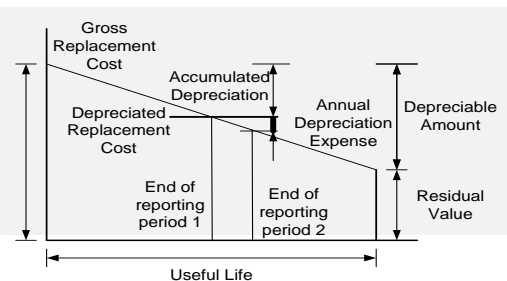 Gross
Replacement
Cost
Accumulated
Depreciation
Depreciated
Replacement
Cost
Annual
Depreciation
Expense
Depreciable
Amount
End of
reporting
period 1
End of
reporting
period 2
Residual
Value
Useful Life